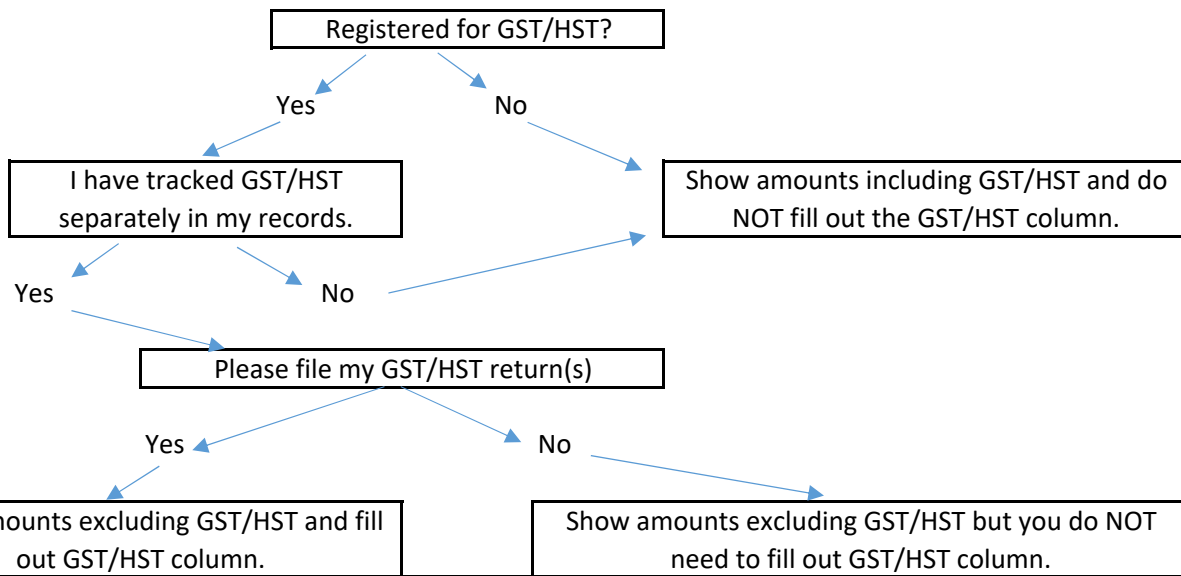 Registered for GST/HST?
Yes
No
I have tracked GST/HST
separately in my records.
Show amounts including GST/HST and do
NOT fill out the GST/HST column.
Yes
No
Please file my GST/HST return(s)
Yes
No
excluding GST/HST and fill
out GST/HST column.
Show amounts excluding GST/HST but you do NOT
need to fill out GST/HST column.